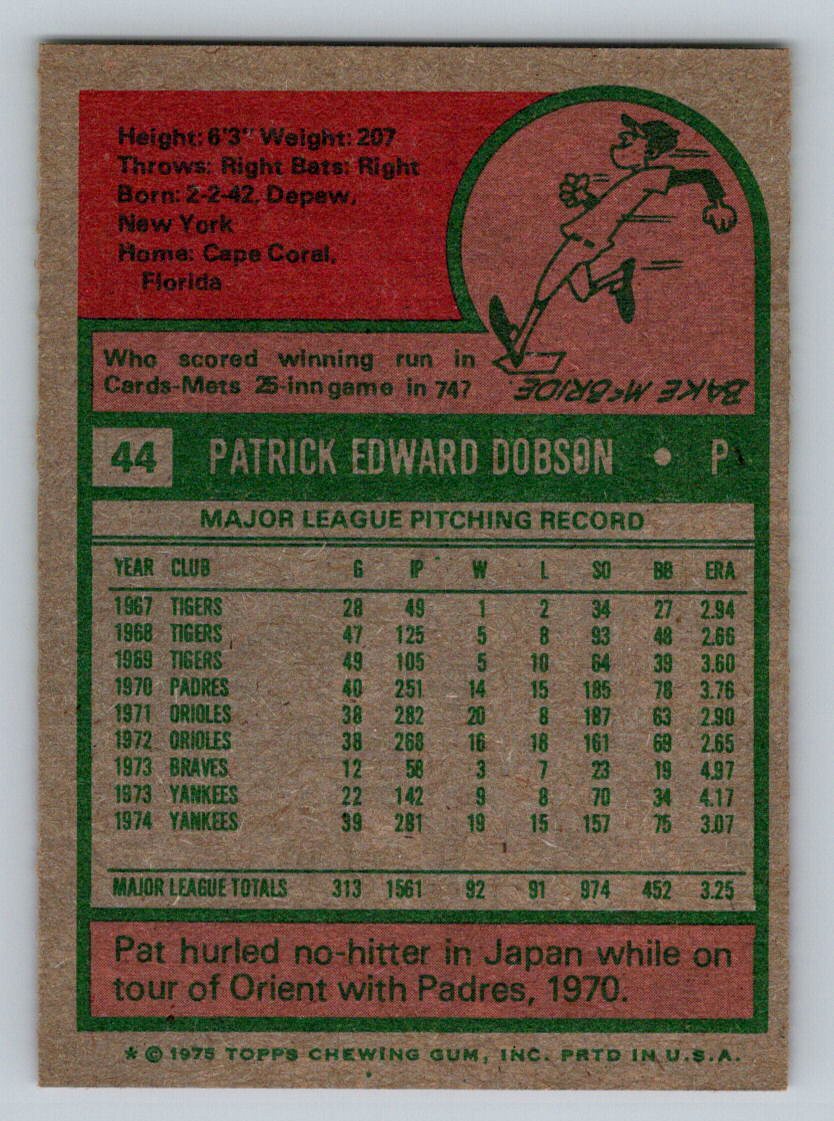 Height: 6'3" Weight: 207
Throws: Right Bats: Right
Born: 2-2-42, Depew,
New York
Home: Cape Coral,
Florida
Who scored winning run in
Cards-Mets 25-inn game in 74?
BAKE McBRIDE
44 PATRICK EDWARD DOBSON • P
MAJOR LEAGUE PITCHING RECORD
YEAR CLUB G IP W L SO BB ERA
1967 TIGERS 28 49 1 2 34 27 2.94
1968 TIGERS 47 125 5 8 93 48 2.66
1969 TIGERS 49 105 5 10 64 39 3.60
1970 PADRES 40 251 14 15 185 78 3.76
1971 ORIOLES 38 282 20 8 187 63 2.90
1972 ORIOLES 38 268 16 18 161 69 2.65
1973 BRAVES 12 58 3 7 23 19 4.97
1973 YANKEES 22 142 9 8 70 34 4.17
1974 YANKEES 39 281 19 15 157 75 3.07
MAJOR LEAGUE TOTALS 313 1561 92 91 974 452 3.25
Pat hurled no-hitter in Japan while on
tour of Orient with Padres, 1970.
* © 1975 TOPPS CHEWING GUM, INC. PRTD IN U.S.A.